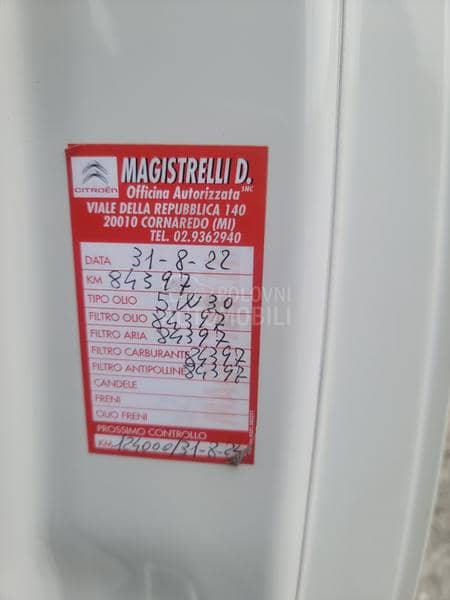 CITROËN
MAGISTRELLI D. SNC
Officina Autorizzata
VIALE DELLA REPUBBLICA 140
20010 CORNAREDO (MI)
TEL. 02.9362940
DATA 31-8-22
KM 84397
TIPO OLIO 5W30
FILTRO OLIO 84397
FILTRO ARIA 84397
FILTRO CARBURANTE 84397
FILTRO ANTIPOLLINE 84397
CANDELE
FRENI
OLIO FRENI
PROSSIMO CONTROLLO
KM 124000/31-8-24
POLOVNI
AUTOMOBILI